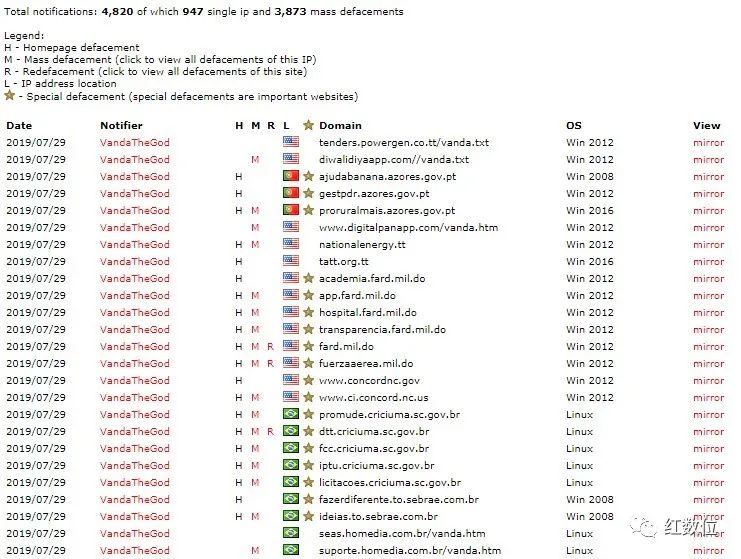 Total notifications: 4,820 of which 947 single ip and 3,873 mass defacements
Legend:
H - Homepage defacement
M - Mass defacement (click to view all defacements of this IP)
R - Redefacement (click to view all defacements of this site)
L - IP address location
- Special defacement (special defacements are important websites)
Date Notifier H M R L Domain OS View
2019/07/29 VandaTheGod tenders.powergen.co.tt/vanda.txt Win 2012 mirror
2019/07/29 VandaTheGod M diwalidiyaapp.com//vanda.txt Win 2012 mirror
2019/07/29 VandaTheGod H ajudabanana.azores.gov.pt Win 2008 mirror
2019/07/29 VandaTheGod H gestpdr.azores.gov.pt Win 2012 mirror
2019/07/29 VandaTheGod H M proruralmais.azores.gov.pt Win 2016 mirror
2019/07/29 VandaTheGod M www.digitalpanapp.com/vanda.htm Win 2012 mirror
2019/07/29 VandaTheGod H M nationalenergy.tt Win 2012 mirror
2019/07/29 VandaTheGod H tatt.org.tt Win 2016 mirror
2019/07/29 VandaTheGod H academia.fard.mil.do Win 2012 mirror
2019/07/29 VandaTheGod H M app.fard.mil.do Win 2012 mirror
2019/07/29 VandaTheGod H M hospital.fard.mil.do Win 2012 mirror
2019/07/29 VandaTheGod H M transparencia.fard.mil.do Win 2012 mirror
2019/07/29 VandaTheGod H M R fard.mil.do Win 2012 mirror
2019/07/29 VandaTheGod H M R fuerzaaerea.mil.do Win 2012 mirror
2019/07/29 VandaTheGod H www.concordnc.gov Win 2012 mirror
2019/07/29 VandaTheGod H M www.ci.concord.nc.us Win 2012 mirror
2019/07/29 VandaTheGod H M promude.criciuma.sc.gov.br Linux mirror
2019/07/29 VandaTheGod H M R dtt.criciuma.sc.gov.br Linux mirror
2019/07/29 VandaTheGod H M fcc.criciuma.sc.gov.br Linux mirror
2019/07/29 VandaTheGod H M iptu.criciuma.sc.gov.br Linux mirror
2019/07/29 VandaTheGod H M licitacoes.criciuma.sc.gov.br Linux mirror
2019/07/29 VandaTheGod H fazerdiferente.to.sebrae.com.br Win 2008 mirror
2019/07/29 VandaTheGod H M ideias.to.sebrae.com.br Win 2008 mirror
2019/07/29 VandaTheGod seas.homedia.com.br/vanda.htm Linux mirror
2019/07/29 VandaTheGod M suporte.homedia.com.br/vanda.htm Linux mirror
红数位